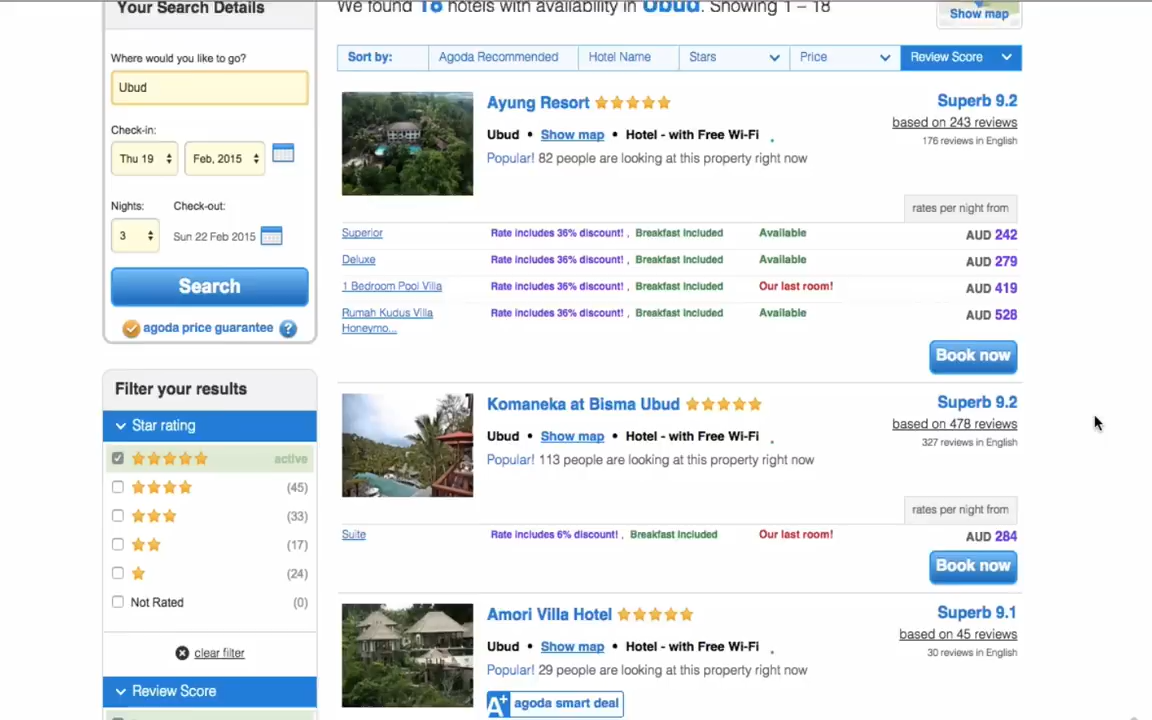 Your Search Details
Where would you like to go?
Ubud
Check-in:
Thu 19
Feb, 2015
Nights:
Check-out:
3
Sun 22 Feb 2015
Search
agoda price guarantee ?
Filter your results
Star rating
active
(45)
(33)
(17)
(24)
Not Rated (0)
clear filter
Review Score
We found 18 hotels with availability in Ubud. Showing 1 – 18
Show map
Sort by: Agoda Recommended Hotel Name Stars Price Review Score
Ayung Resort
Superb 9.2
Ubud • Show map • Hotel - with Free Wi-Fi
based on 243 reviews
176 reviews in English
Popular! 82 people are looking at this property right now
rates per night from
Superior Rate includes 36% discount! , Breakfast Included Available AUD 242
Deluxe Rate includes 36% discount! , Breakfast Included Available AUD 279
1 Bedroom Pool Villa Rate includes 36% discount! , Breakfast Included Our last room! AUD 419
Rumah Kudus Villa Rate includes 36% discount! , Breakfast Included Available AUD 528
Honeymo...
Book now
Komaneka at Bisma Ubud
Superb 9.2
Ubud • Show map • Hotel - with Free Wi-Fi
based on 478 reviews
327 reviews in English
Popular! 113 people are looking at this property right now
rates per night from
Suite Rate includes 6% discount! , Breakfast Included Our last room! AUD 284
Book now
Amori Villa Hotel
Superb 9.1
Ubud • Show map • Hotel - with Free Wi-Fi
based on 45 reviews
30 reviews in English
Popular! 29 people are looking at this property right now
A+ agoda smart deal